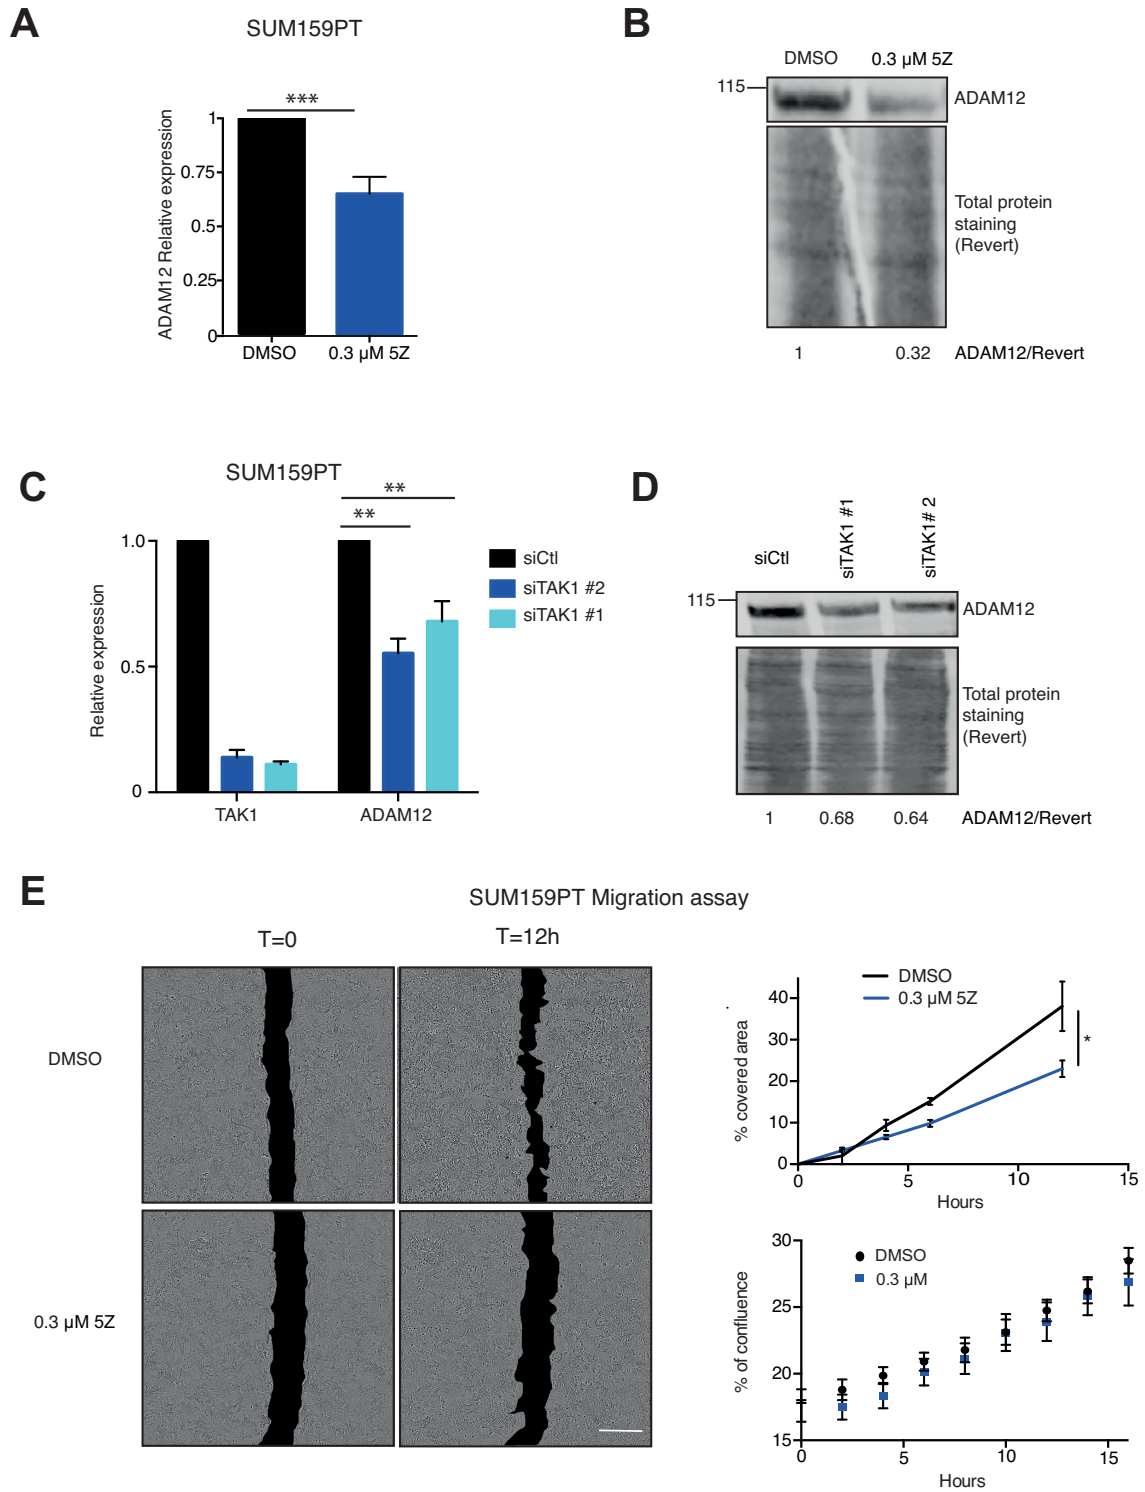 A
SUM159PT
***
ADAM12 Relative expression
1
0.75
0.5
0.25
0
DMSO
0.3 µM 5Z
B
DMSO
0.3 µM 5Z
115
ADAM12
Total protein
staining
(Revert)
1
0.32
ADAM12/Revert
C
SUM159PT
**
**
Relative expression
1.0
0.5
0
TAK1
ADAM12
siCtl
siTAK1 #2
siTAK1 #1
D
siCtl
siTAK1 #1
siTAK1# 2
115
ADAM12
Total protein
staining
(Revert)
1
0.68
0.64
ADAM12/Revert
E
SUM159PT Migration assay
T=0
T=12h
DMSO
0.3 µM 5Z
DMSO
0.3 µM 5Z
% covered area
40
30
20
10
0
*
0
5
10
15
Hours
DMSO
0.3 µM
% of confluence
30
25
20
15
0
5
10
15
Hours